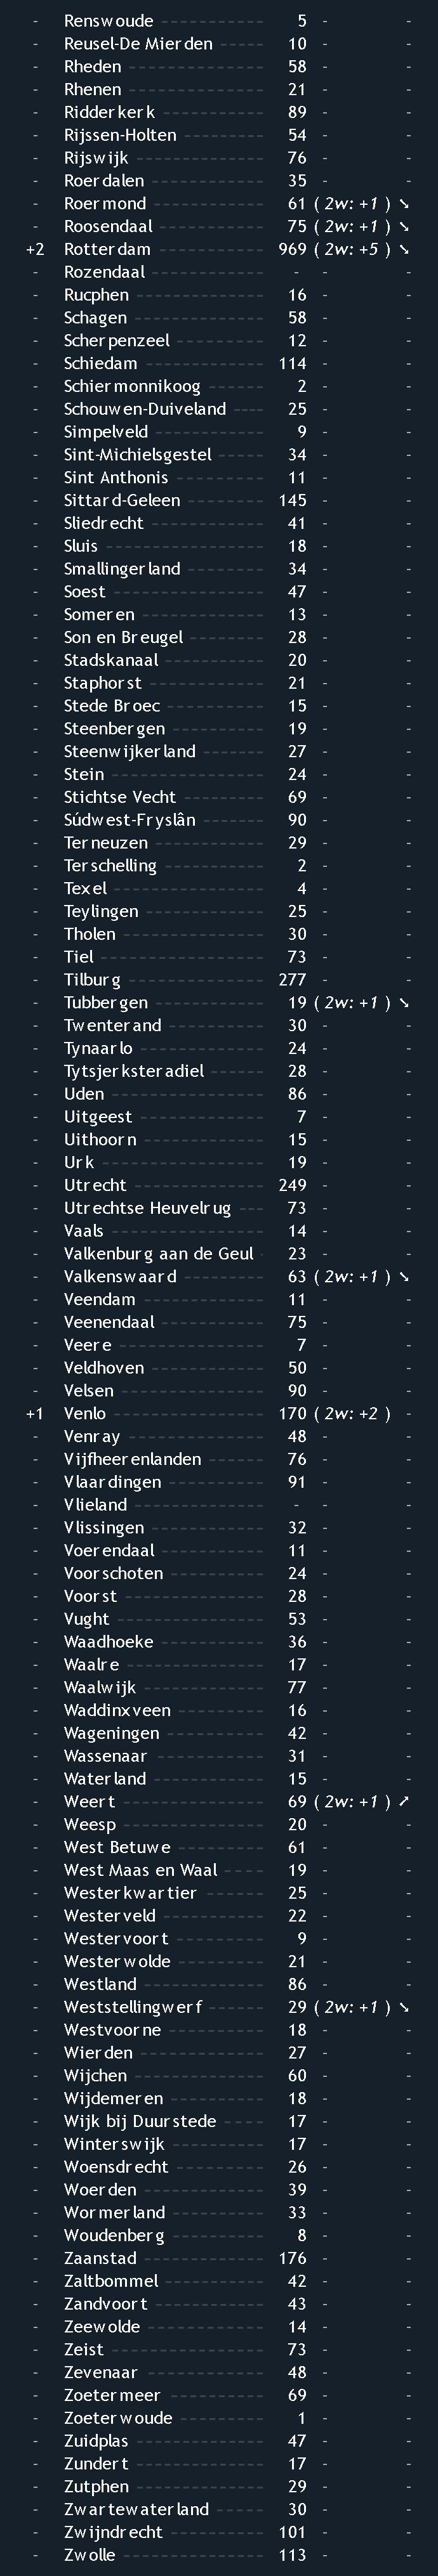 - Renswoude 5 - -
- Reusel-De Mierden 10 - -
- Rheden 58 - -
- Rhenen 21 - -
- Ridderkerk 89 - -
- Rijssen-Holten 54 - -
- Rijswijk 76 - -
- Roerdalen 35 - -
- Roermond 61 ( 2w: +1 ) ➘
- Roosendaal 75 ( 2w: +1 ) ➘
+2 Rotterdam 969 ( 2w: +5 ) ➘
- Rozendaal - - -
- Rucphen 16 - -
- Schagen 58 - -
- Scherpenzeel 12 - -
- Schiedam 114 - -
- Schiermonnikoog 2 - -
- Schouwen-Duiveland 25 - -
- Simpelveld 9 - -
- Sint-Michielsgestel 34 - -
- Sint Anthonis 11 - -
- Sittard-Geleen 145 - -
- Sliedrecht 41 - -
- Sluis 18 - -
- Smallingerland 34 - -
- Soest 47 - -
- Someren 13 - -
- Son en Breugel 28 - -
- Stadskanaal 20 - -
- Staphorst 21 - -
- Stede Broec 15 - -
- Steenbergen 19 - -
- Steenwijkerland 27 - -
- Stein 24 - -
- Stichtse Vecht 69 - -
- Súdwest-Fryslân 90 - -
- Terneuzen 29 - -
- Terschelling 2 - -
- Texel 4 - -
- Teylingen 25 - -
- Tholen 30 - -
- Tiel 73 - -
- Tilburg 277 - -
- Tubbergen 19 ( 2w: +1 ) ➘
- Twenterand 30 - -
- Tynaarlo 24 - -
- Tytsjerksteradiel 28 - -
- Uden 86 - -
- Uitgeest 7 - -
- Uithoorn 15 - -
- Urk 19 - -
- Utrecht 249 - -
- Utrechtse Heuvelrug 73 - -
- Vaals 14 - -
- Valkenburg aan de Geul 23 - -
- Valkenswaard 63 ( 2w: +1 ) ➘
- Veendam 11 - -
- Veenendaal 75 - -
- Veere 7 - -
- Veldhoven 50 - -
- Velsen 90 - -
+1 Venlo 170 ( 2w: +2 ) -
- Venray 48 - -
- Vijfheerenlanden 76 - -
- Vlaardingen 91 - -
- Vlieland - - -
- Vlissingen 32 - -
- Voerendaal 11 - -
- Voorschoten 24 - -
- Voorst 28 - -
- Vught 53 - -
- Waadhoeke 36 - -
- Waalre 17 - -
- Waalwijk 77 - -
- Waddinxveen 16 - -
- Wageningen 42 - -
- Wassenaar 31 - -
- Waterland 15 - -
- Weert 69 ( 2w: +1 ) ➚
- Weesp 20 - -
- West Betuwe 61 - -
- West Maas en Waal 19 - -
- Westerkwartier 25 - -
- Westerveld 22 - -
- Westervoort 9 - -
- Westerwolde 21 - -
- Westland 86 - -
- Weststellingwerf 29 ( 2w: +1 ) ➘
- Westvoorne 18 - -
- Wierden 27 - -
- Wijchen 60 - -
- Wijdemeren 18 - -
- Wijk bij Duurstede 17 - -
- Winterswijk 17 - -
- Woensdrecht 26 - -
- Woerden 39 - -
- Wormerland 33 - -
- Woudenberg 8 - -
- Zaanstad 176 - -
- Zaltbommel 42 - -
- Zandvoort 43 - -
- Zeewolde 14 - -
- Zeist 73 - -
- Zevenaar 48 - -
- Zoetermeer 69 - -
- Zoeterwoude 1 - -
- Zuidplas 47 - -
- Zundert 17 - -
- Zutphen 29 - -
- Zwartewaterland 30 - -
- Zwijndrecht 101 - -
- Zwolle 113 - -